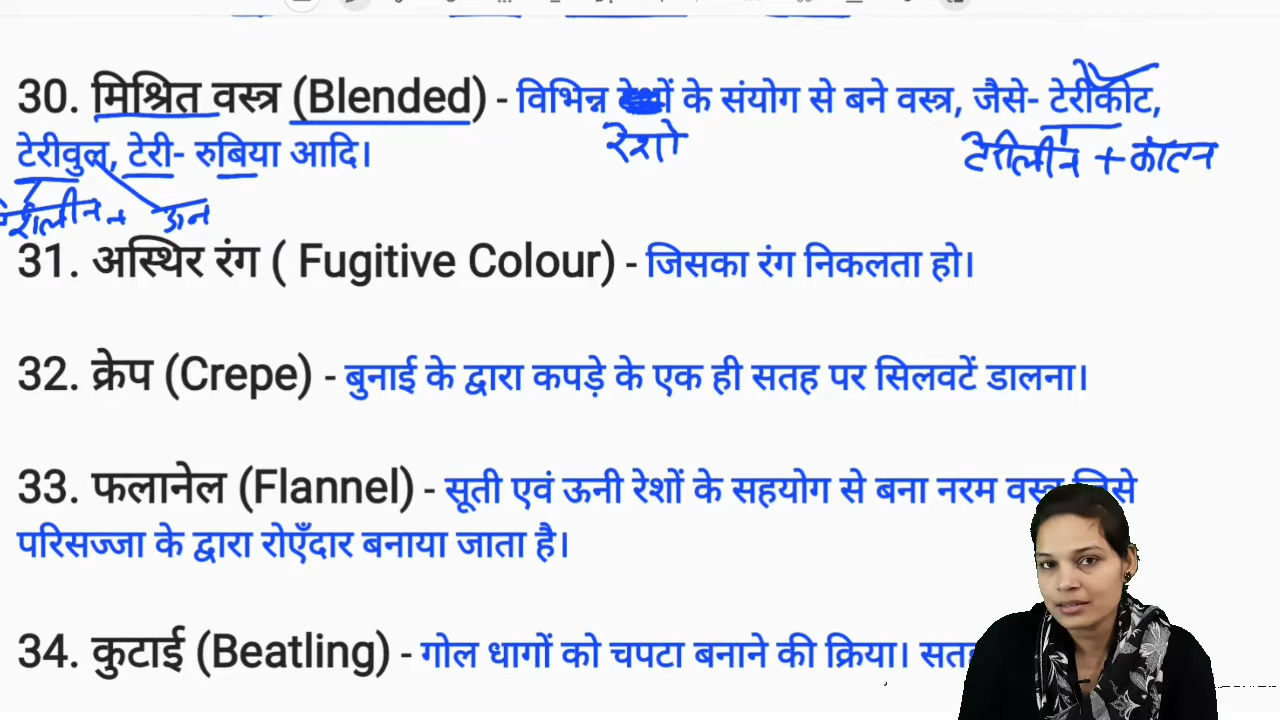 30. मिश्रित वस्त्र (Blended) - विभिन्न के संयोग से बने वस्त्र, जैसे- टेरीकोट,
रेशो
टेरीलीन + काटन
टेरीवुल, टेरी- रुबिया आदि।
+ ऊन
31. अस्थिर रंग ( Fugitive Colour) - जिसका रंग निकलता हो।
32. क्रेप (Crepe) - बुनाई के द्वारा कपड़े के एक ही सतह पर सिलवटें डालना।
33. फलानेल (Flannel) - सूती एवं ऊनी रेशों के सहयोग से बना नरम वस्त्र जिसे
परिसज्जा के द्वारा रोएँदार बनाया जाता है।
34. कुटाई (Beatling) - गोल धागों को चपटा बनाने की क्रिया।